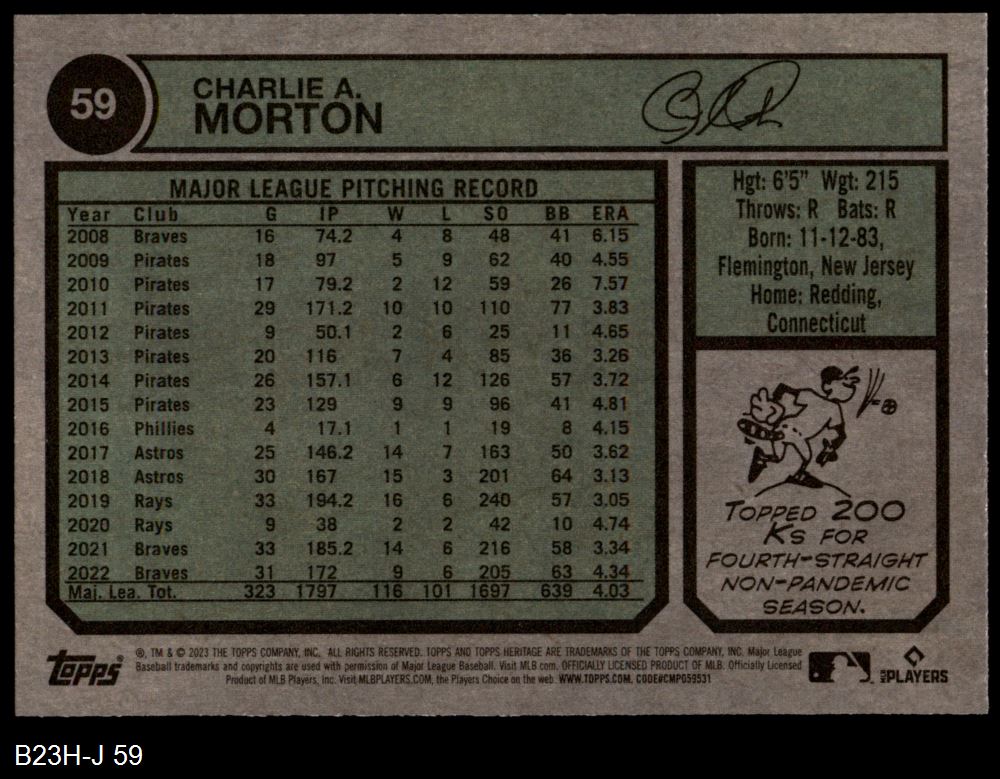 59
CHARLIE A.
MORTON
MAJOR LEAGUE PITCHING RECORD
Year Club G IP W L SO BB ERA
2008 Braves 16 74.2 4 8 48 41 6.15
2009 Pirates 18 97 5 9 62 40 4.55
2010 Pirates 17 79.2 2 12 59 26 7.57
2011 Pirates 29 171.2 10 10 110 77 3.83
2012 Pirates 9 50.1 2 6 25 11 4.65
2013 Pirates 20 116 7 4 85 36 3.26
2014 Pirates 26 157.1 6 12 126 57 3.72
2015 Pirates 23 129 9 9 96 41 4.81
2016 Phillies 4 17.1 1 1 19 8 4.15
2017 Astros 25 146.2 14 7 163 50 3.62
2018 Astros 30 167 15 3 201 64 3.13
2019 Rays 33 194.2 16 6 240 57 3.05
2020 Rays 9 38 2 2 42 10 4.74
2021 Braves 33 185.2 14 6 216 58 3.34
2022 Braves 31 172 9 6 205 63 4.34
Maj. Lea. Tot. 323 1797 116 101 1697 639 4.03
Hgt: 6'5" Wgt: 215
Throws: R Bats: R
Born: 11-12-83,
Flemington, New Jersey
Home: Redding,
Connecticut
TOPPED 200
KS FOR
FOURTH-STRAIGHT
NON-PANDEMIC
SEASON.
Topps
®, TM & © 2023 THE TOPPS COMPANY, INC. ALL RIGHTS RESERVED. TOPPS AND TOPPS HERITAGE ARE TRADEMARKS OF THE TOPPS COMPANY, INC. Major League
Baseball trademarks and copyrights are used with permission of Major League Baseball. Visit MLB.com. OFFICIALLY LICENSED PRODUCT OF MLB. Officially Licensed
Product of MLB Players, Inc. Visit MLBPLAYERS.COM, the Players Choice on the web. WWW.TOPPS.COM. CODE#CMP059531
MLB PLAYERS
B23H-J 59